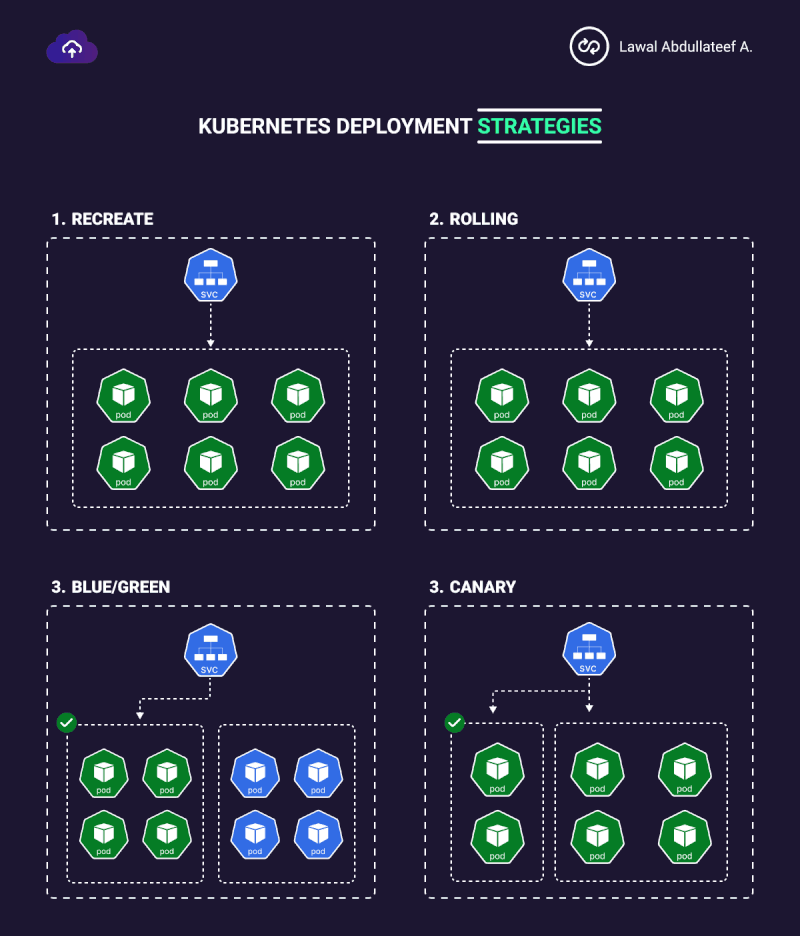 Lawal Abdullateef A.
KUBERNETES DEPLOYMENT STRATEGIES
1. RECREATE
svc
pod pod pod
pod pod pod
2. ROLLING
svc
pod pod pod
pod pod pod
3. BLUE/GREEN
svc
pod pod pod pod
pod pod pod pod
3. CANARY
svc
pod pod pod
pod pod pod